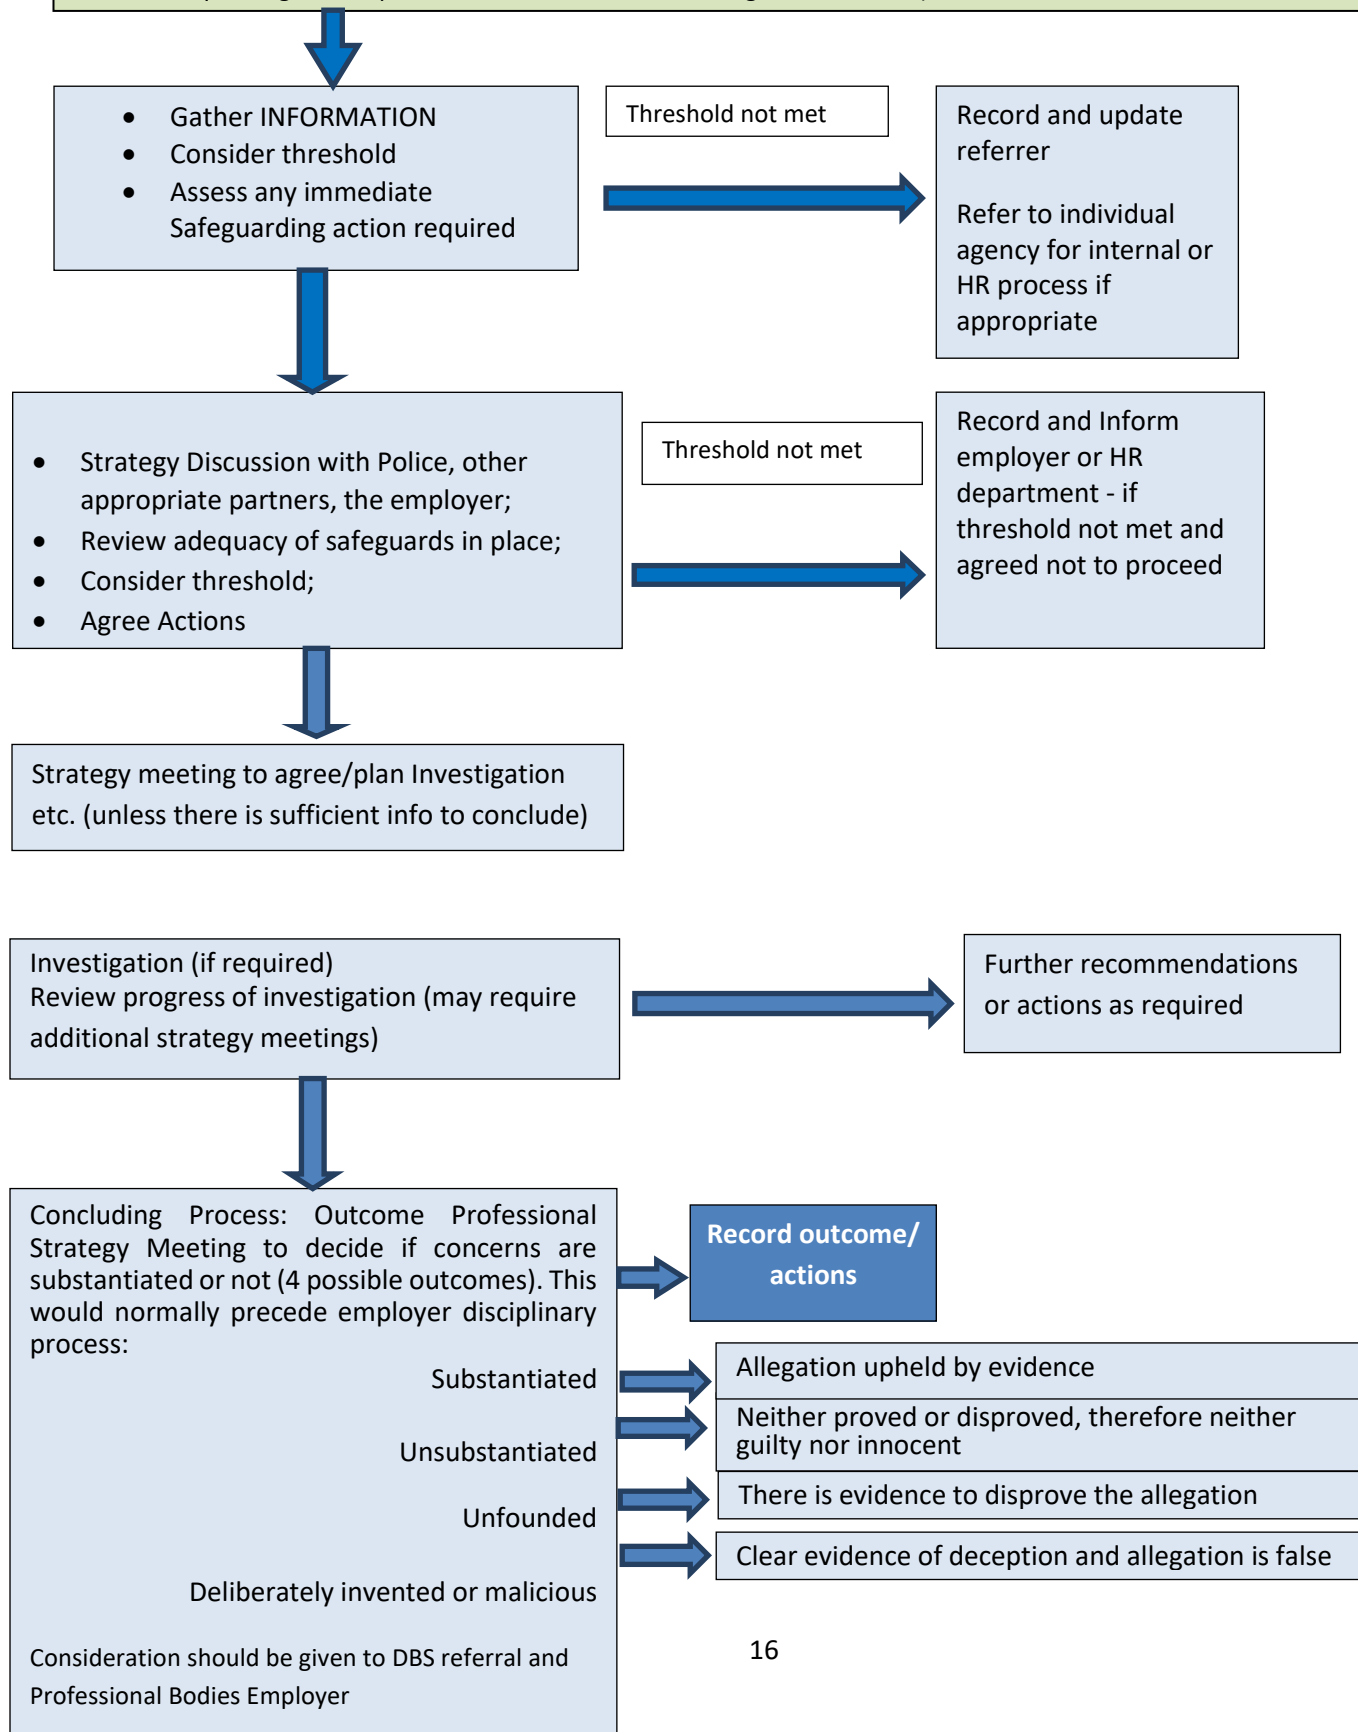 • Gather INFORMATION
• Consider threshold
• Assess any immediate
Safeguarding action required
Threshold not met
Record and update
referrer
Refer to individual
agency for internal or
HR process if
appropriate
• Strategy Discussion with Police, other
appropriate partners, the employer;
• Review adequacy of safeguards in place;
• Consider threshold;
• Agree Actions
Threshold not met
Record and Inform
employer or HR
department - if
threshold not met and
agreed not to proceed
Strategy meeting to agree/plan Investigation
etc. (unless there is sufficient info to conclude)
Investigation (if required)
Review progress of investigation (may require
additional strategy meetings)
Further recommendations
or actions as required
Concluding Process: Outcome Professional
Strategy Meeting to decide if concerns are
substantiated or not (4 possible outcomes). This
would normally precede employer disciplinary
process:
Record outcome/
actions
Substantiated
Allegation upheld by evidence
Unsubstantiated
Neither proved or disproved, therefore neither
guilty nor innocent
Unfounded
There is evidence to disprove the allegation
Deliberately invented or malicious
Clear evidence of deception and allegation is false
Consideration should be given to DBS referral and
Professional Bodies Employer
16